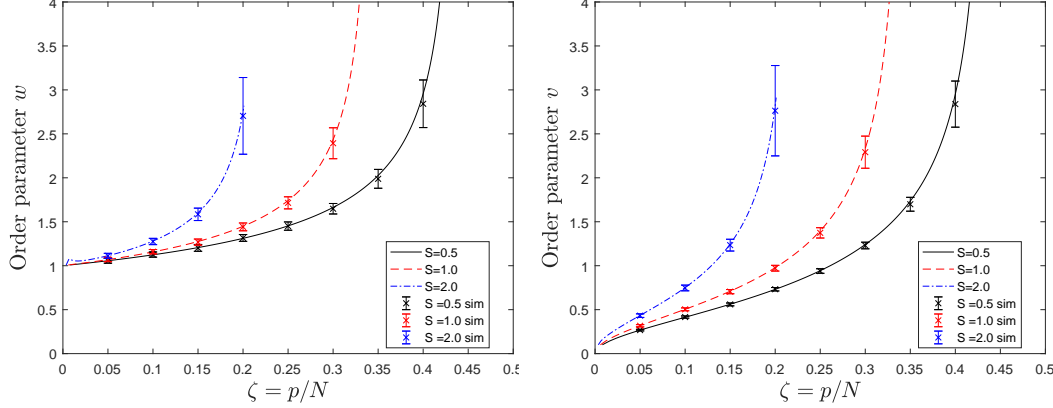 Order parameter w
4
3.5
3
2.5
2
1.5
1
0.5
0
0 0.05 0.1 0.15 0.2 0.25 0.3 0.35 0.4 0.45 0.5
ζ = p/N
S=0.5
S=1.0
S=2.0
S =0.5 sim
S =1.0 sim
S =2.0 sim
Order parameter v
4
3.5
3
2.5
2
1.5
1
0.5
0
0 0.05 0.1 0.15 0.2 0.25 0.3 0.35 0.4 0.45 0.5
ζ = p/N
S=0.5
S=1.0
S=2.0
S =0.5 sim
S =1.0 sim
S =2.0 sim